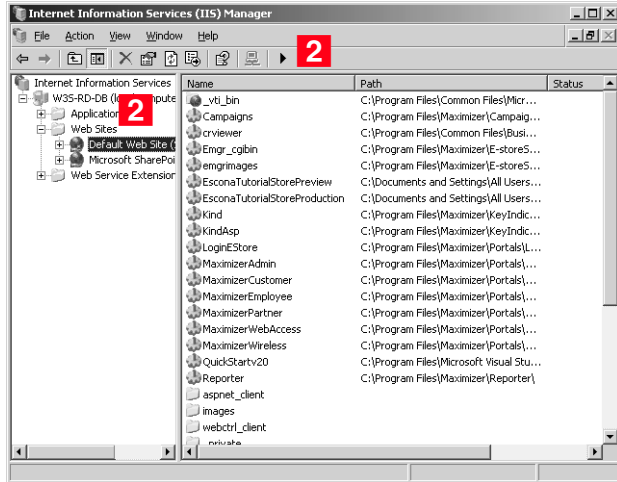 Internet Information Services (IIS) Manager
File Action View Window Help
2
Internet Information Services
W3S-RD-DB (lo
mpute
Application
2
Web Sites
Default Web Site (
Microsoft SharePoi
Web Service Extension
Name Path Status
_vti_bin C:\Program Files\Common Files\Micr...
Campaigns C:\Program Files\Maximizer\Campaig...
crviewer C:\Program Files\Common Files\Busi...
Emgr_cgibin C:\Program Files\Maximizer\E-storeS...
emgrimages C:\Program Files\Maximizer\E-storeS...
EsconaTutorialStorePreview C:\Documents and Settings\All Users...
EsconaTutorialStoreProduction C:\Documents and Settings\All Users...
Kind C:\Program Files\Maximizer\KeyIndic...
KindAsp C:\Program Files\Maximizer\KeyIndic...
LoginEStore C:\Program Files\Maximizer\Portals\L...
MaximizerAdmin C:\Program Files\Maximizer\Portals\...
MaximizerCustomer C:\Program Files\Maximizer\Portals\...
MaximizerEmployee C:\Program Files\Maximizer\Portals\...
MaximizerPartner C:\Program Files\Maximizer\Portals\...
MaximizerWebAccess C:\Program Files\Maximizer\Portals\...
MaximizerWireless C:\Program Files\Maximizer\Portals\...
QuickStartv20 C:\Program Files\Microsoft Visual Stu...
Reporter C:\Program Files\Maximizer\Reporter\
aspnet_client
images
webctrl_client
_private